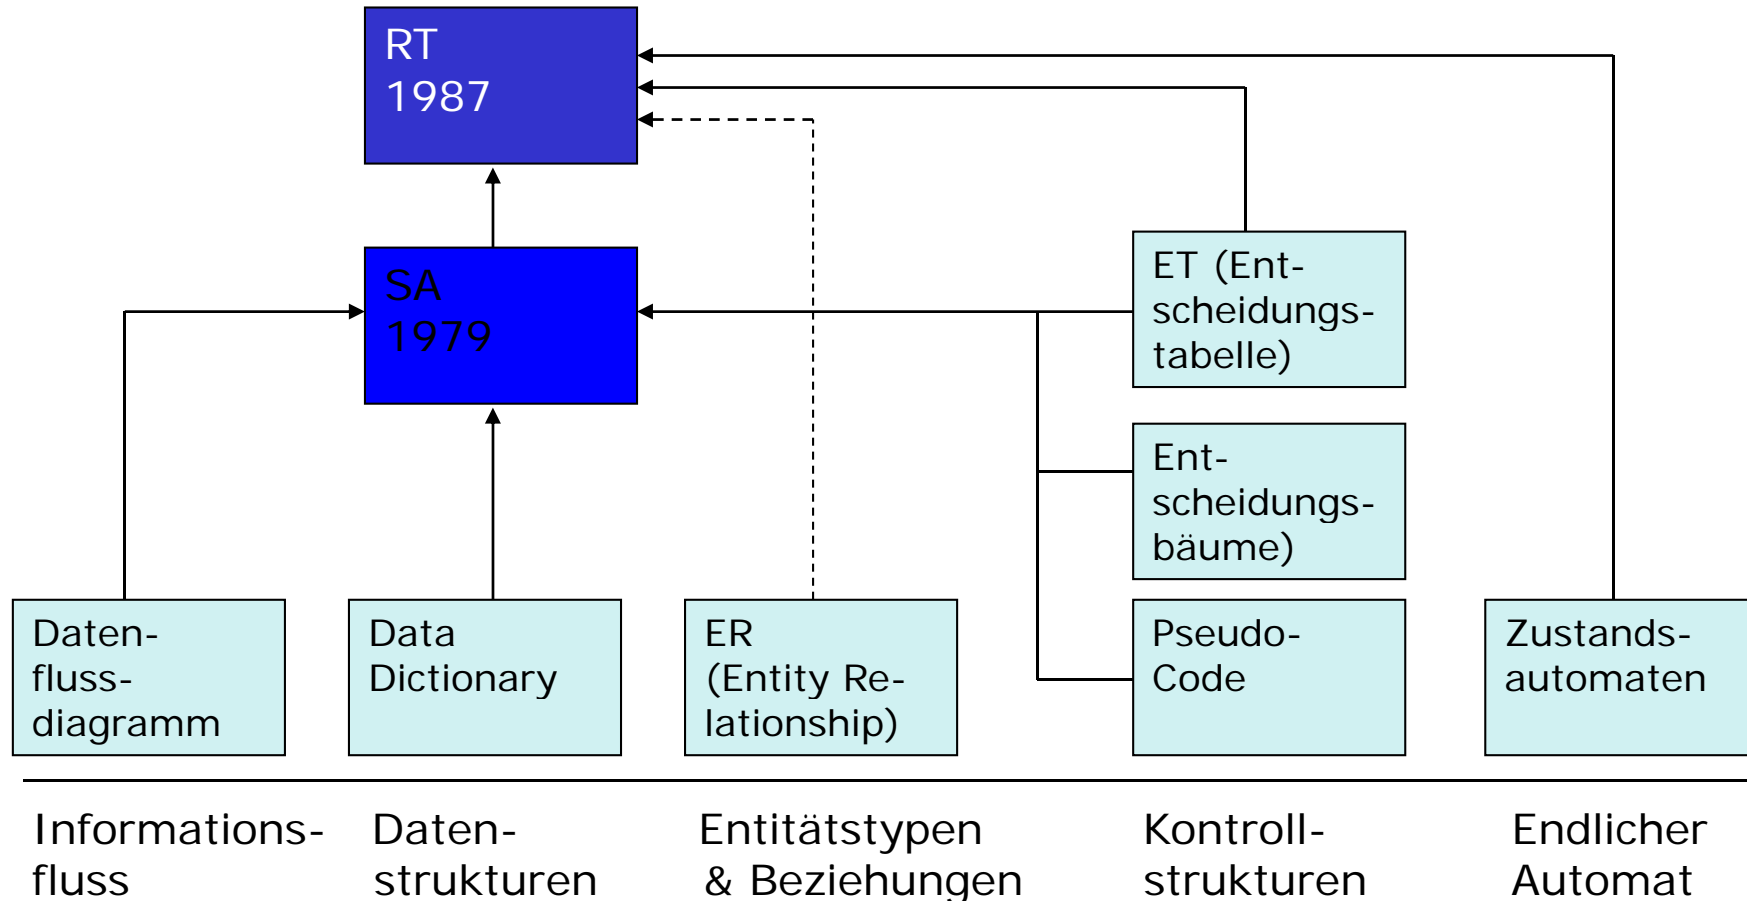 RT
1987
SA
1979
ET (Ent-
scheidungs-
tabelle)
Ent-
scheidungs-
bäume)
Daten-
fluss-
diagramm
Data
Dictionary
ER
(Entity Re-
lationship)
Pseudo-
Code
Zustands-
automaten
Informations-
fluss
Daten-
strukturen
Entitätstypen
& Beziehungen
Kontroll-
strukturen
Endlicher
Automat